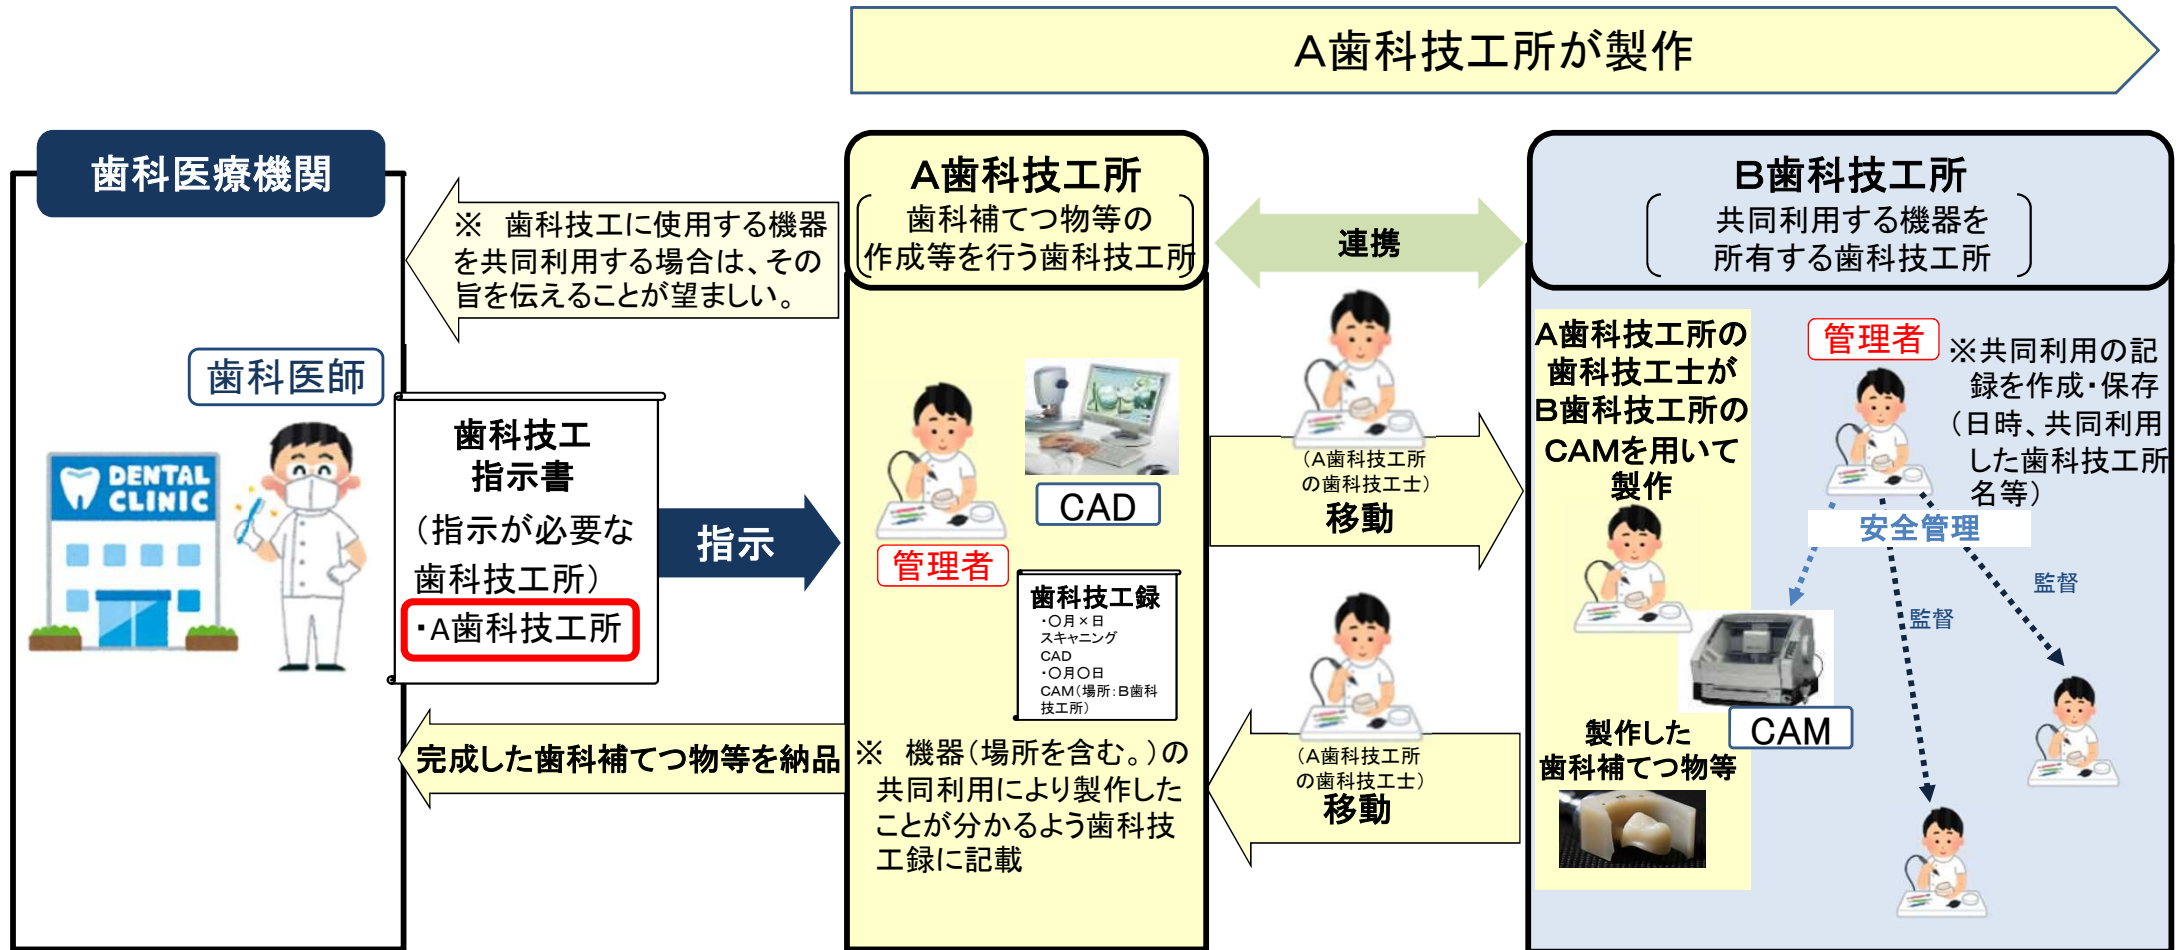 A歯科技工所が製作
歯科医療機関
※　歯科技工に使用する機器
を共同利用する場合は、その
旨を伝えることが望ましい。
歯科医師
DENTAL
CLINIC
歯科技工
指示書
（指示が必要な
歯科技工所）
・A歯科技工所
指示
完成した歯科補てつ物等を納品
A歯科技工所
歯科補てつ物等の
作成等を行う歯科技工所
CAD
管理者
歯科技工録
・〇月×日
スキャニング
CAD
・〇月〇日
CAM（場所：B歯科
技工所）
※　機器（場所を含む。）の
共同利用により製作した
ことが分かるよう歯科技
工録に記載
連携
（A歯科技工所
の歯科技工士）
移動
（A歯科技工所
の歯科技工士）
移動
B歯科技工所
共同利用する機器を
所有する歯科技工所
A歯科技工所の
歯科技工士が
B歯科技工所の
CAMを用いて
製作
管理者
※共同利用の記
録を作成・保存
（日時、共同利用
した歯科技工所
名等）
安全管理
監督
監督
CAM
製作した
歯科補てつ物等